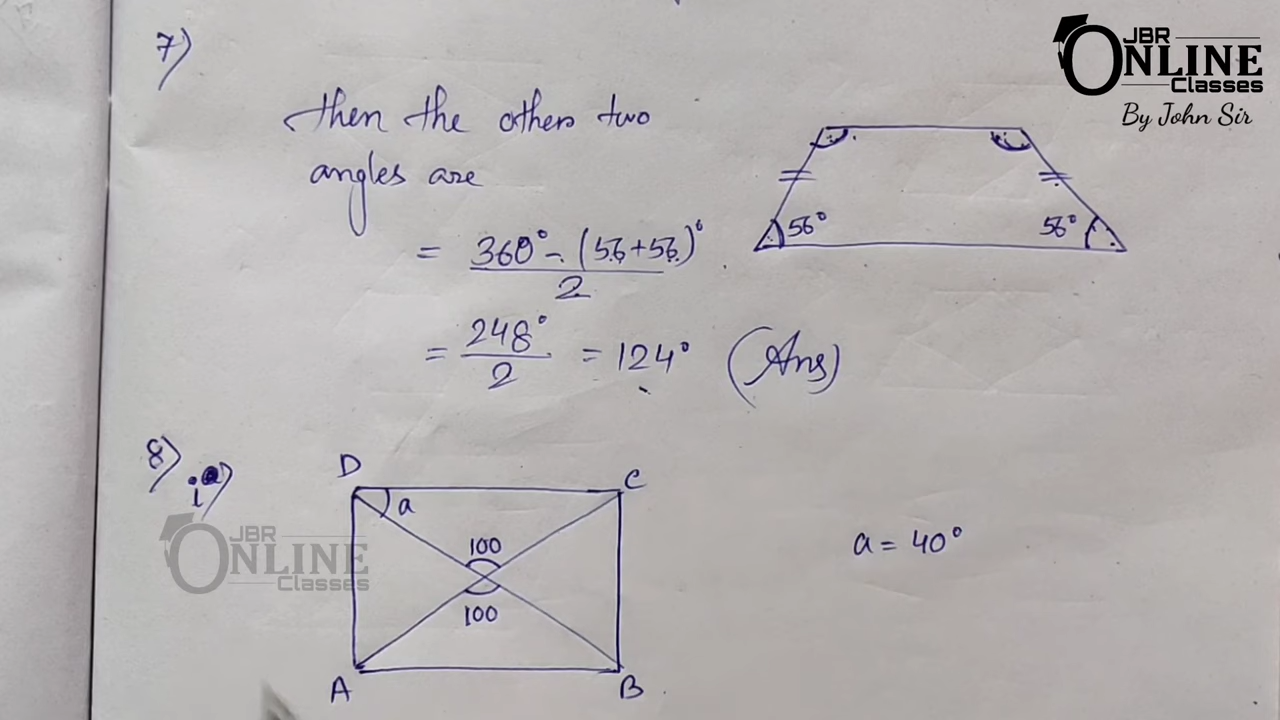 JBR
ONLINE
Classes
By John Sir
7)
then the others two
angles are
= 360° - (56+56)°
2
= 248° = 124° (Ans)
2
56° 56°
8) i)
D C
a
100
100
A B
a = 40°
JBR
ONLINE
Classes